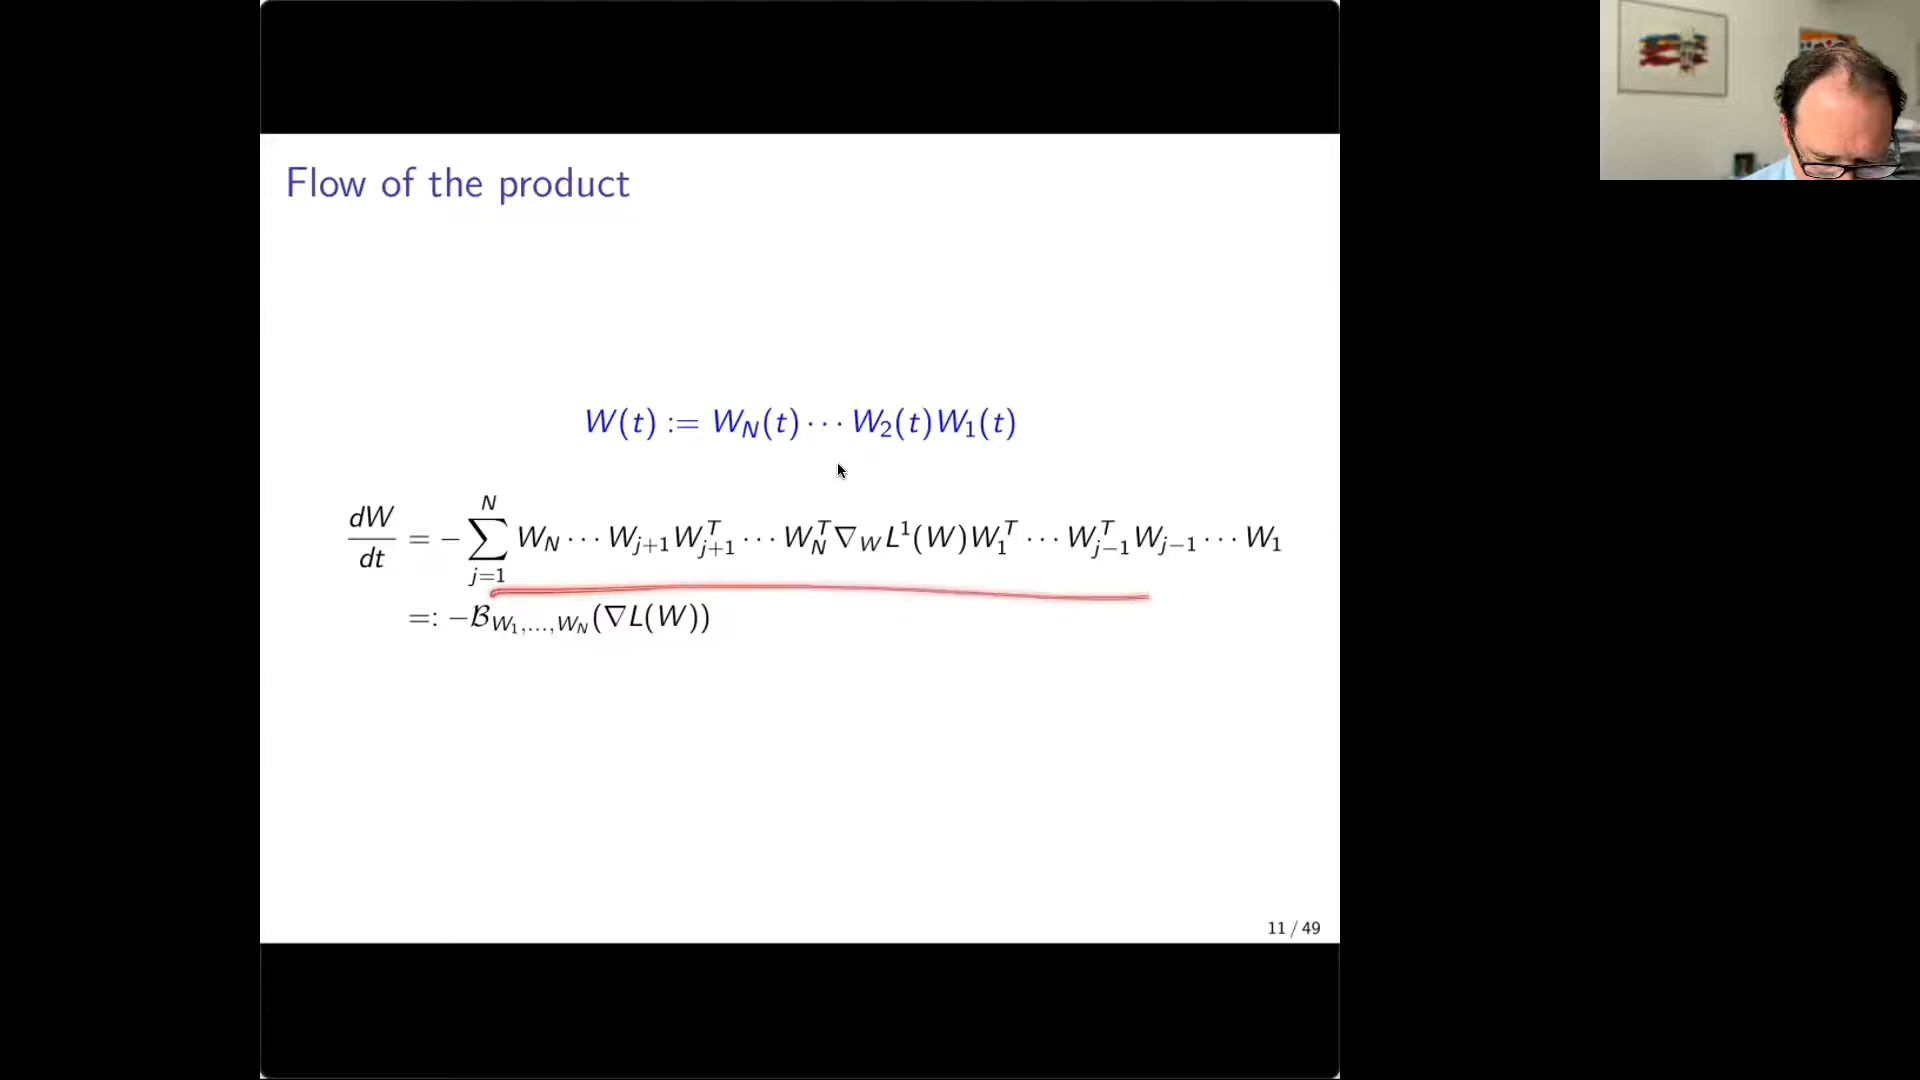 Flow of the product
W(t) := W_N(t) ··· W_2(t)W_1(t)
dW/dt = − ∑_{j=1}^{N} W_N ··· W_{j+1}W_{j+1}^T ··· W_N^T ∇_W L^1(W)W_1^T ··· W_{j−1}^T W_{j−1} ··· W_1
=: −ℬ_{W_1,...,W_N}(∇L(W))
11 / 49